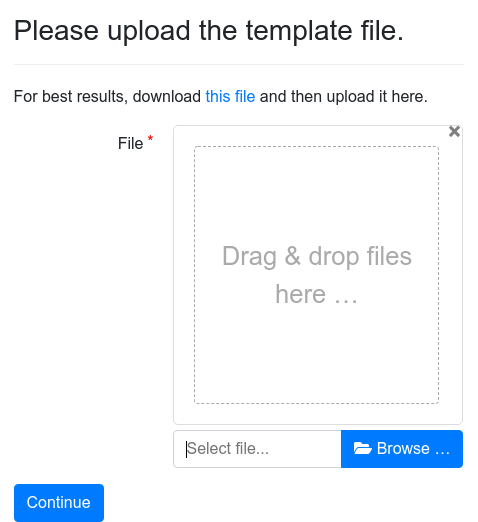 Please upload the template file.
For best results, download this file and then upload it here.
File *
×
Drag & drop files
here …
Select file...
Browse …
Continue